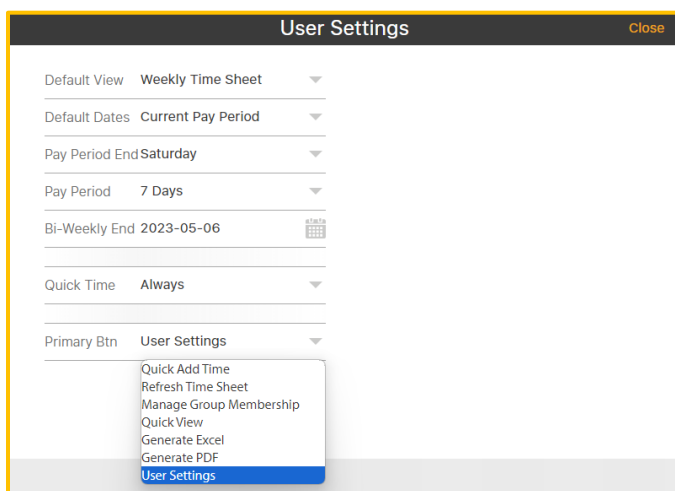 User Settings Close
Default View Weekly Time Sheet
Default Dates Current Pay Period
Pay Period End Saturday
Pay Period 7 Days
Bi-Weekly End 2023-05-06
Quick Time Always
Primary Btn User Settings
Quick Add Time
Refresh Time Sheet
Manage Group Membership
Quick View
Generate Excel
Generate PDF
User Settings